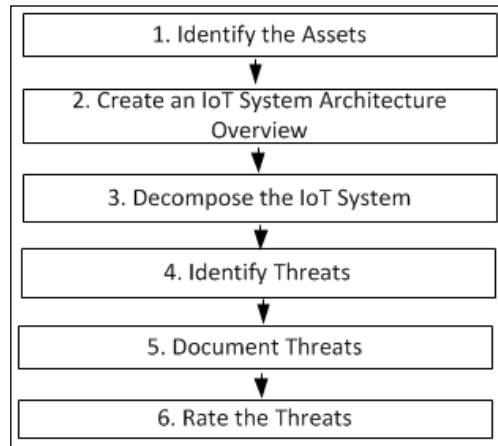 1. Identify the Assets
2. Create an IoT System Architecture
Overview
3. Decompose the IoT System
4. Identify Threats
5. Document Threats
6. Rate the Threats